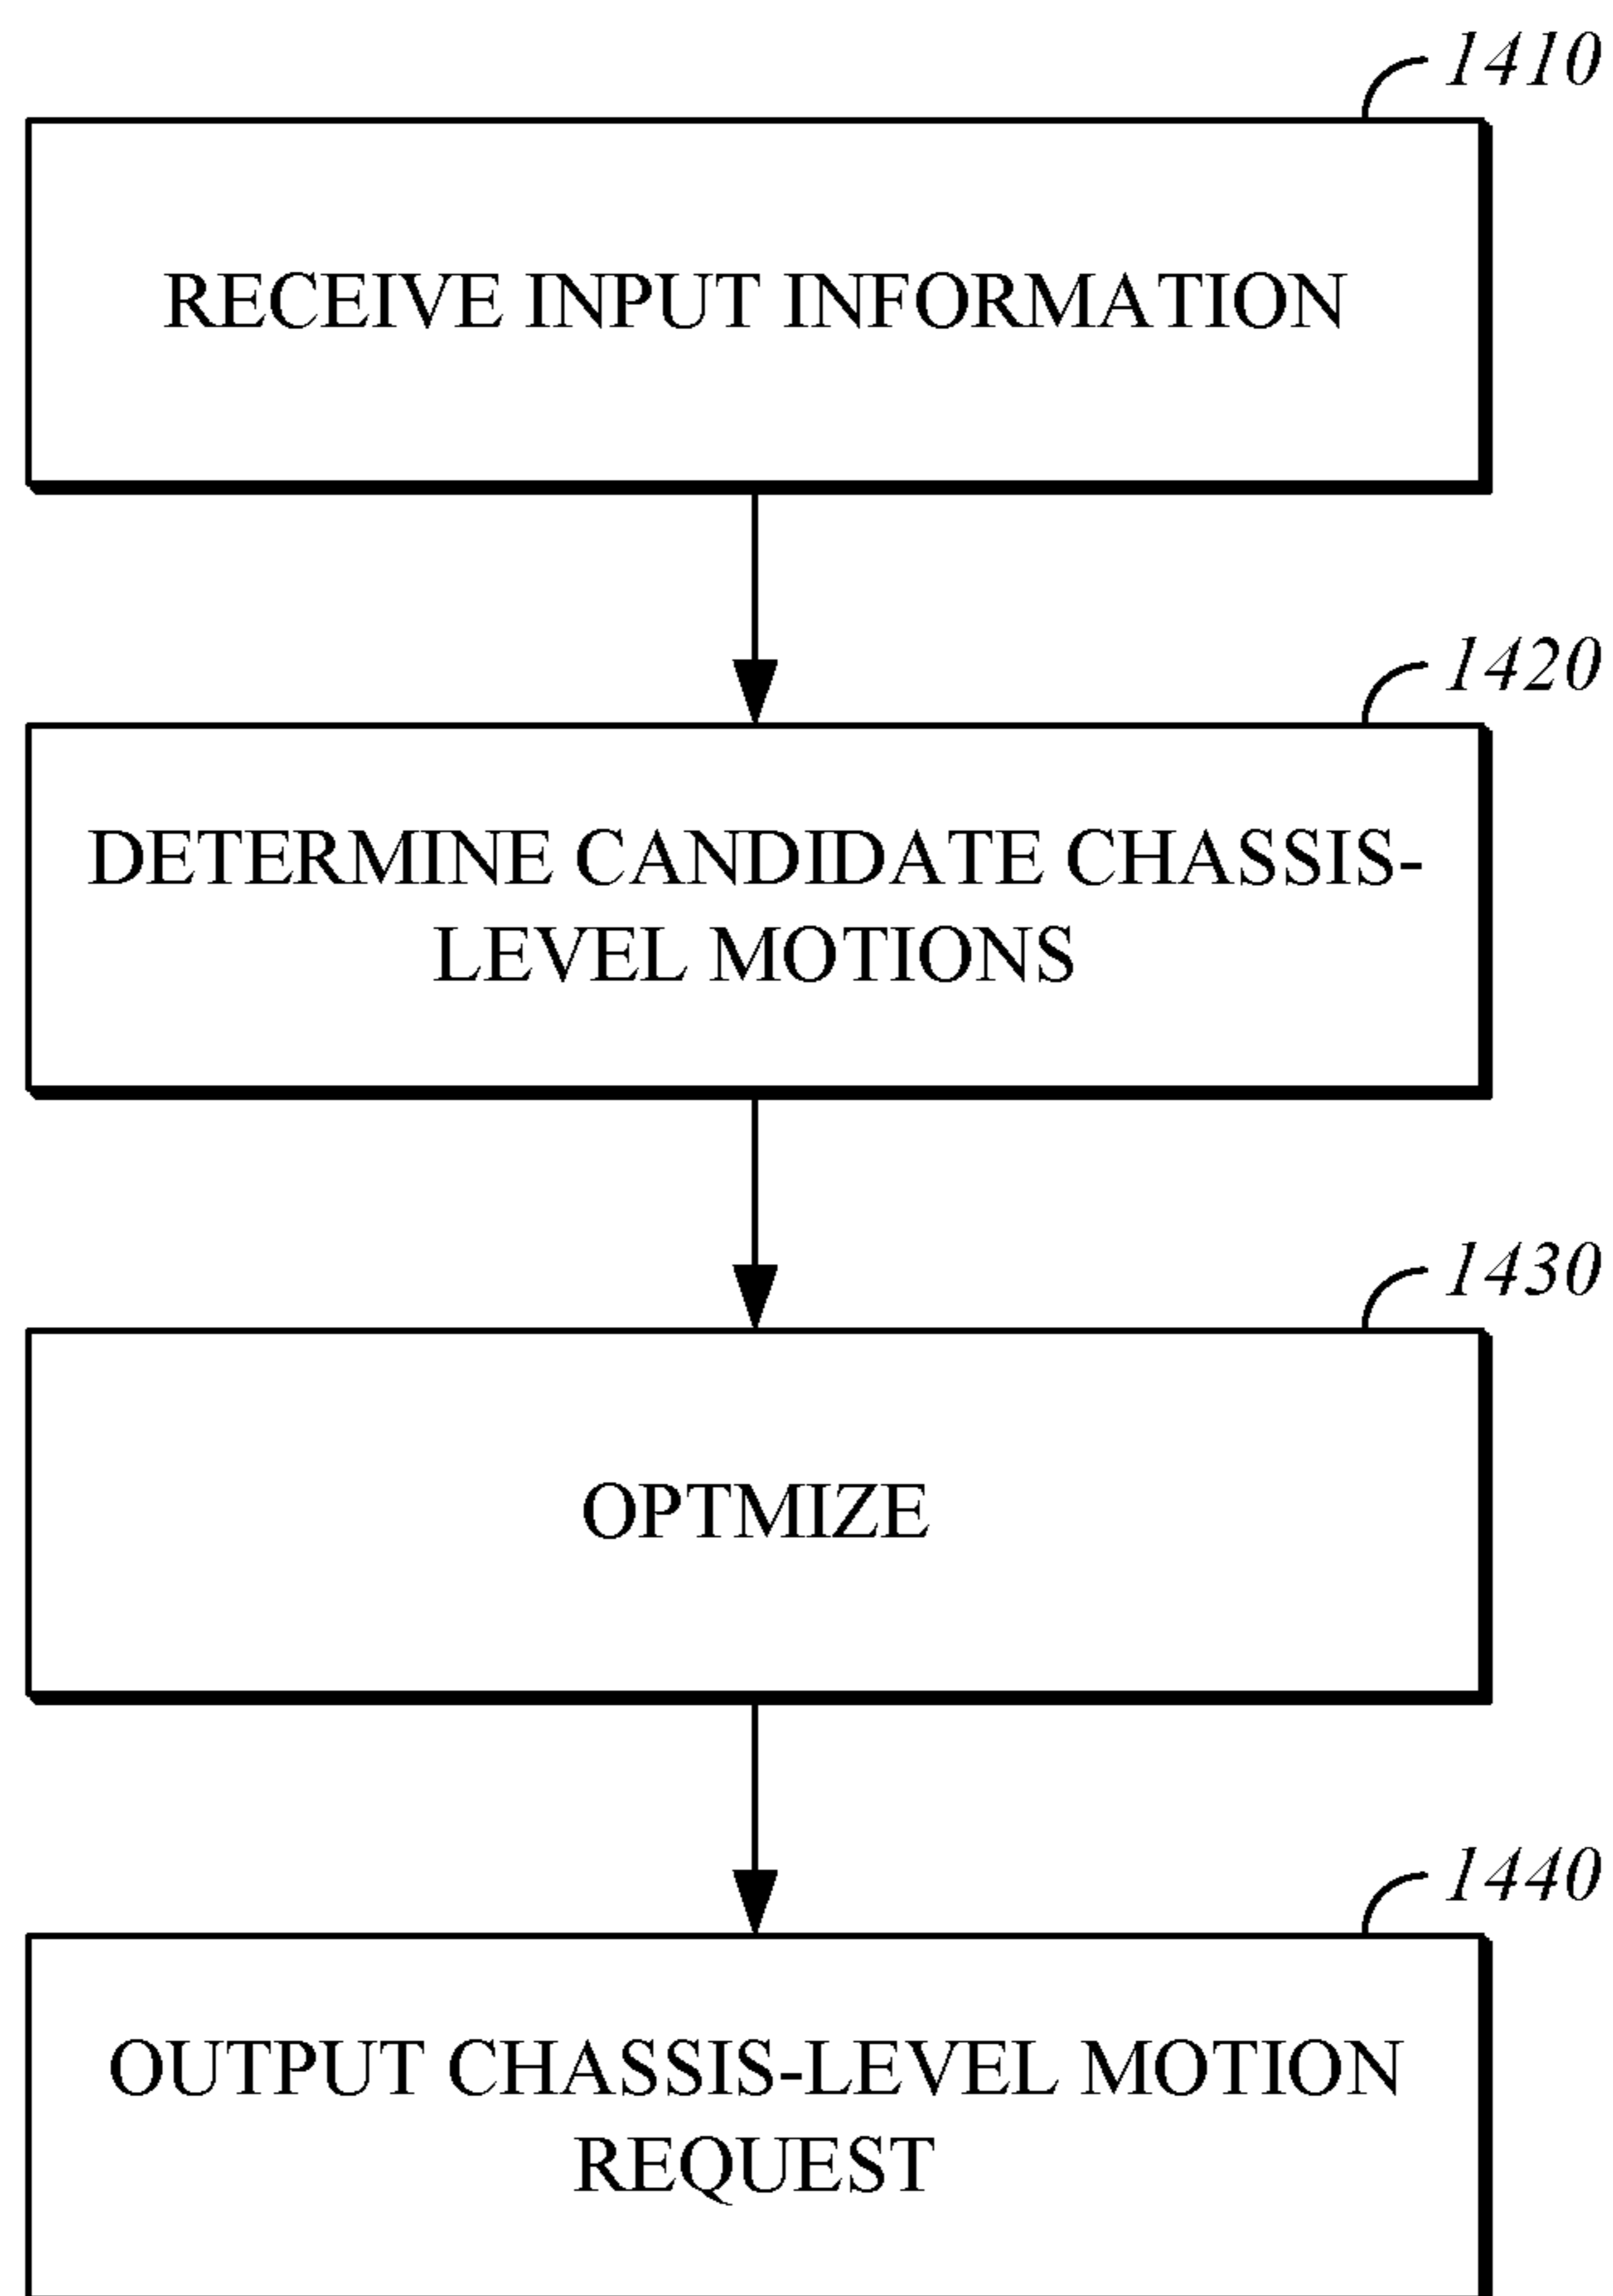 1410
RECEIVE INPUT INFORMATION
1420
DETERMINE CANDIDATE CHASSIS-
LEVEL MOTIONS
1430
OPTMIZE
1440
OUTPUT CHASSIS-LEVEL MOTION
REQUEST